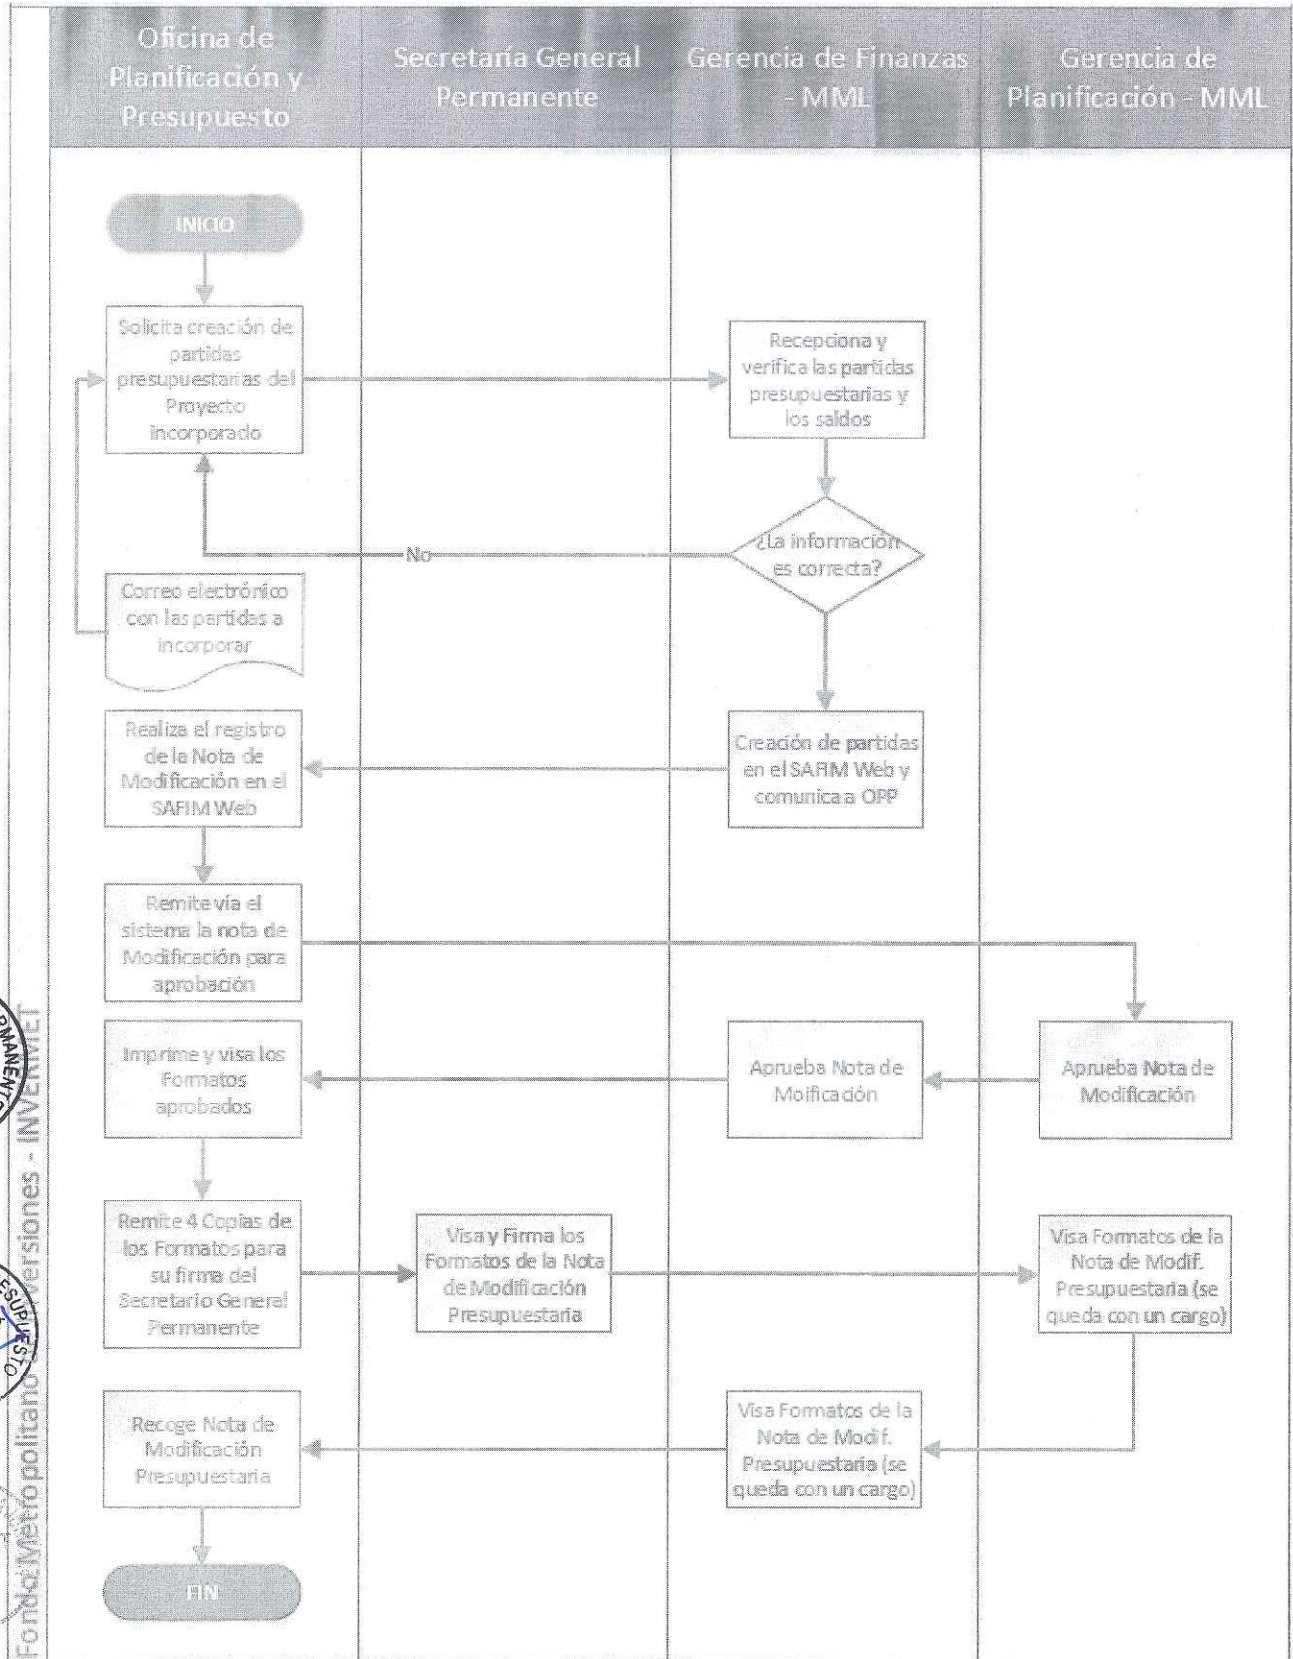 Oficina de
Planificación y
Presupuesto
Secretaría General
Permanente
Gerencia de Finanzas
- MML
Gerencia de
Planificación - MML
INICIO
Solicita creación de
partidas
presupuestarias del
Proyecto
incorporado
Recepciona y
verifica las partidas
presupuestarias y
los saldos
¿La información
es correcta?
No
Correo electrónico
con las partidas a
incorporar
Realiza el registro
de la Nota de
Modificación en el
SAFIM Web
Creación de partidas
en el SAFIM Web y
comunica a OPP
Remite vía el
sistema la nota de
Modificación para
aprobación
Imprime y visa los
Formatos
aprobados
Aprueba Nota de
Moificación
Aprueba Nota de
Modificación
Remite 4 Copias de
los Formatos para
su firma del
Secretario General
Permanente
Visa y Firma los
Formatos de la Nota
de Modificación
Presupuestaria
Visa Formatos de la
Nota de Modif.
Presupuestaria (se
queda con un cargo)
Recoge Nota de
Modificación
Presupuestaria
Visa Formatos de la
Nota de Modif.
Presupuestaria (se
queda con un cargo)
FIN
Fondo Metropolitano versiones - INVERMET